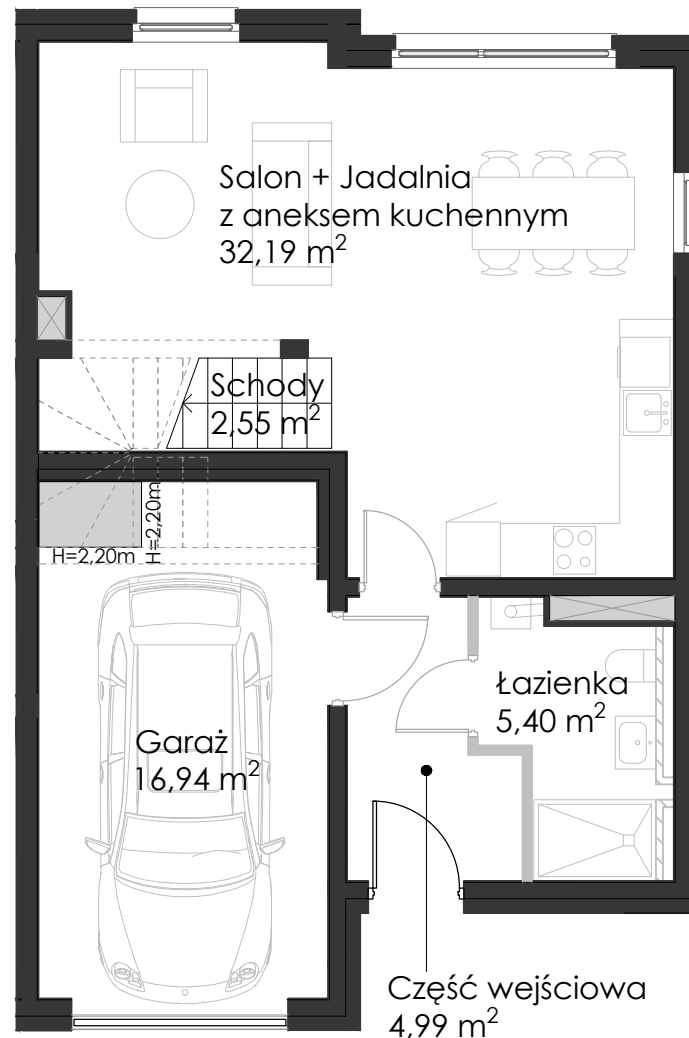 Salon + Jadalnia
z aneksem kuchennym
32,19 m²
Schody
2,55 m²
H=2,20m
H=2,20m
Łazienka
5,40 m²
Garaż
16,94 m²
Część wejściowa
4,99 m²